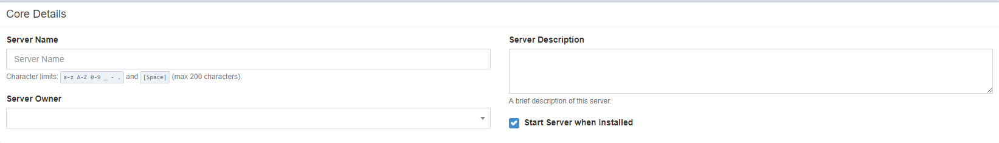 Core Details
Server Name
Server Name
Character limits: a-z A-Z 0-9 _ - . and [Space] (max 200 characters).
Server Owner
Server Description
A brief description of this server.
Start Server when Installed